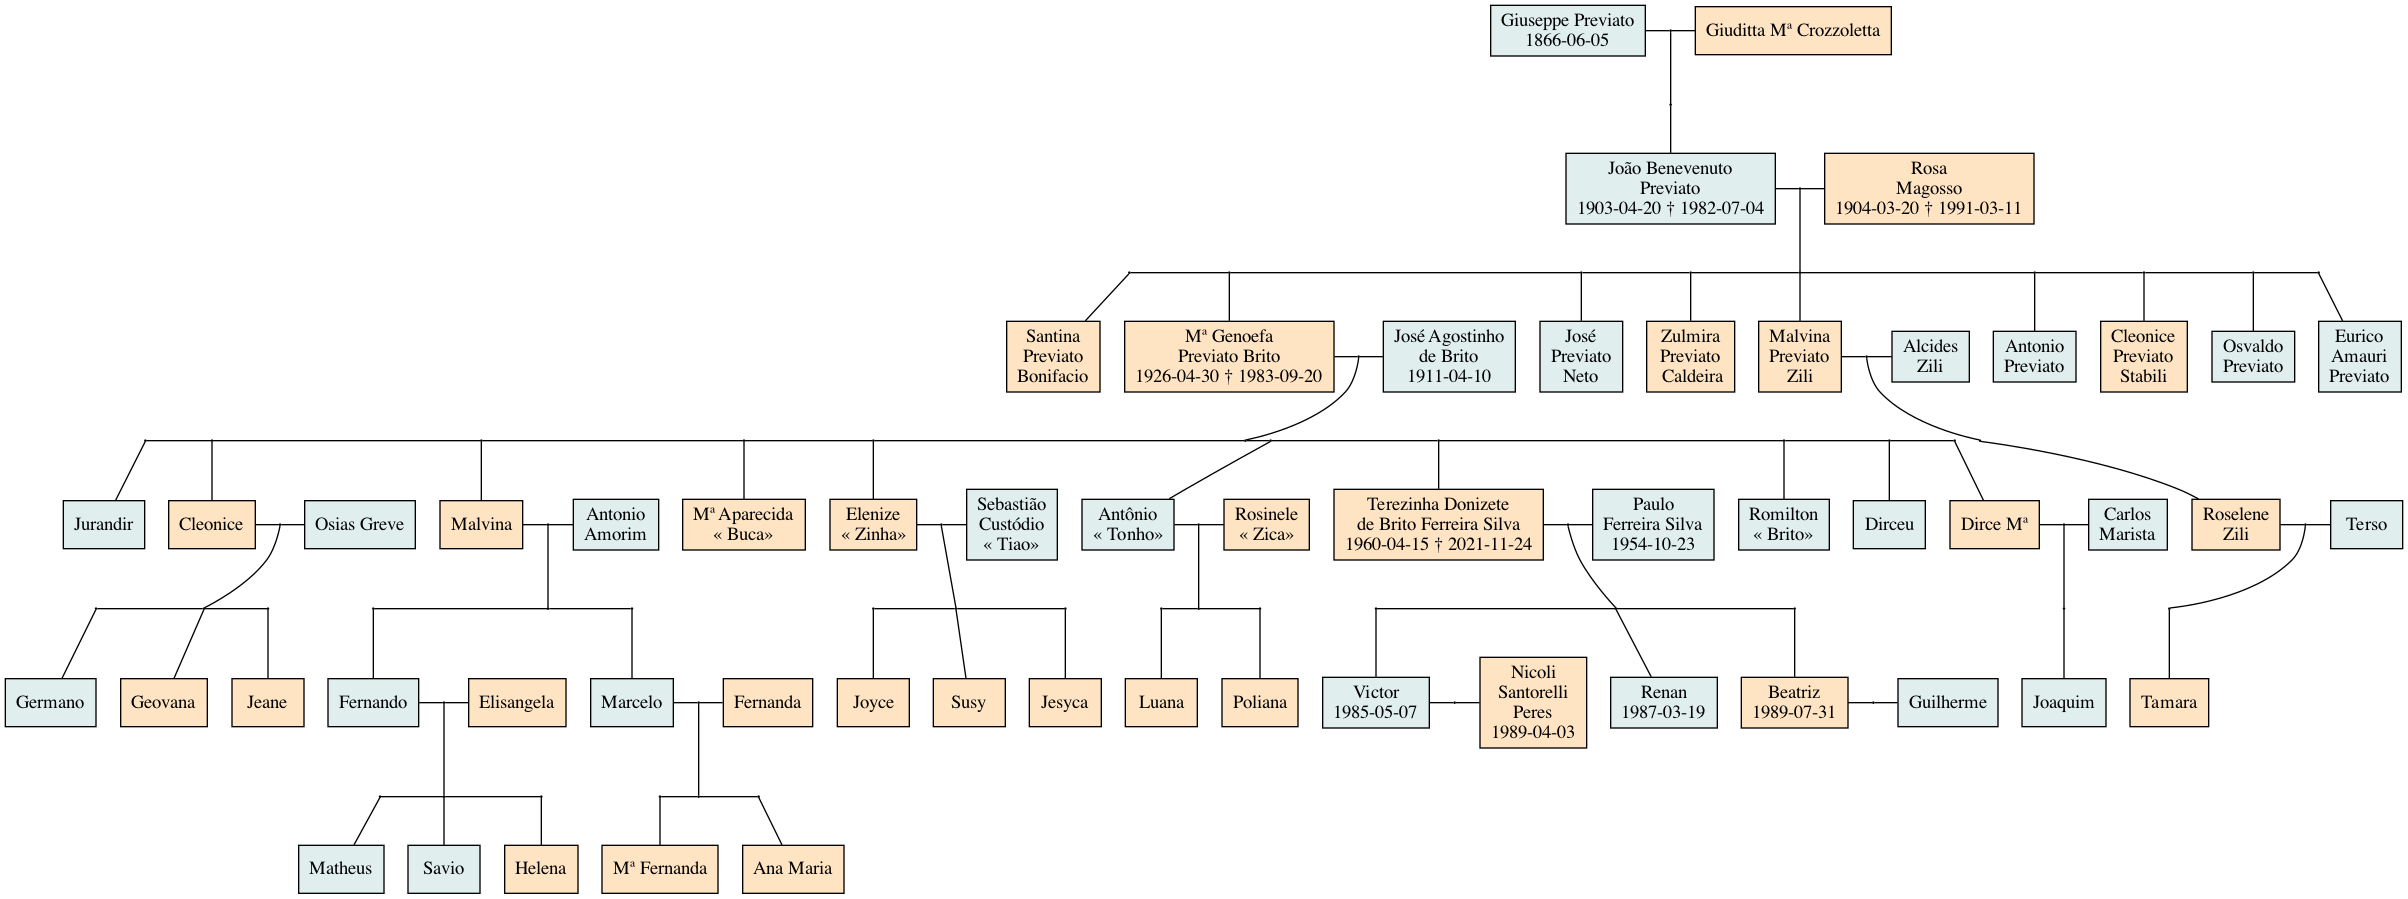 Giuseppe Previato
1866-06-05
Giuditta Mª Crozzoletta
João Benevenuto
Previato
1903-04-20 † 1982-07-04
Rosa
Magosso
1904-03-20 † 1991-03-11
Santina
Previato
Bonifacio
Mª Genoefa
Previato Brito
1926-04-30 † 1983-09-20
José Agostinho
de Brito
1911-04-10
José
Previato
Neto
Zulmira
Previato
Caldeira
Malvina
Previato
Zili
Alcides
Zili
Antonio
Previato
Cleonice
Previato
Stabili
Osvaldo
Previato
Eurico
Amauri
Previato
Jurandir
Cleonice
Osias Greve
Malvina
Antonio
Amorim
Mª Aparecida
« Buca»
Elenize
« Zinha»
Sebastião
Custódio
« Tiao»
Antônio
« Tonho»
Rosinele
« Zica»
Terezinha Donizete
de Brito Ferreira Silva
1960-04-15 † 2021-11-24
Paulo
Ferreira Silva
1954-10-23
Romilton
« Brito»
Dirceu
Dirce Mª
Carlos
Marista
Roselene
Zili
Terso
Germano
Geovana
Jeane
Fernando
Elisangela
Marcelo
Fernanda
Joyce
Susy
Jesyca
Luana
Poliana
Victor
1985-05-07
Nicoli
Santorelli
Peres
1989-04-03
Renan
1987-03-19
Beatriz
1989-07-31
Guilherme
Joaquim
Tamara
Matheus
Savio
Helena
Mª Fernanda
Ana Maria